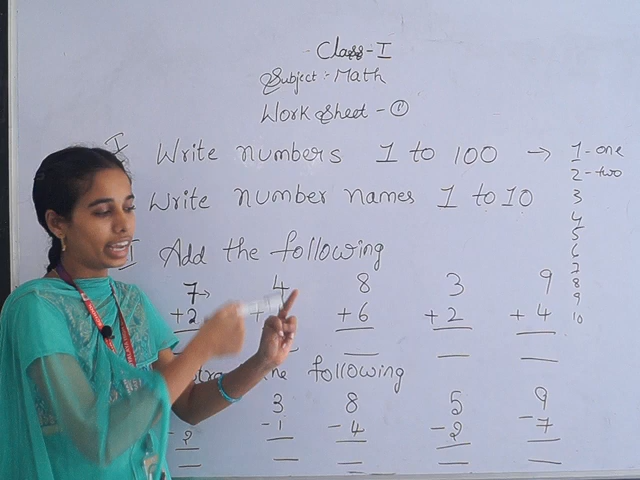 Class-I
Subject:- Math
Work Sheet - 1
I Write numbers 1 to 100 → 1-one
2-two
Write number names 1 to 10 3
4
5
6
7
8
9
10
I Add the following
7→ 4 8 3 9
+2 + +6 +2 +4
the following
3 8 5 9
-2 -1 -4 -2 -7